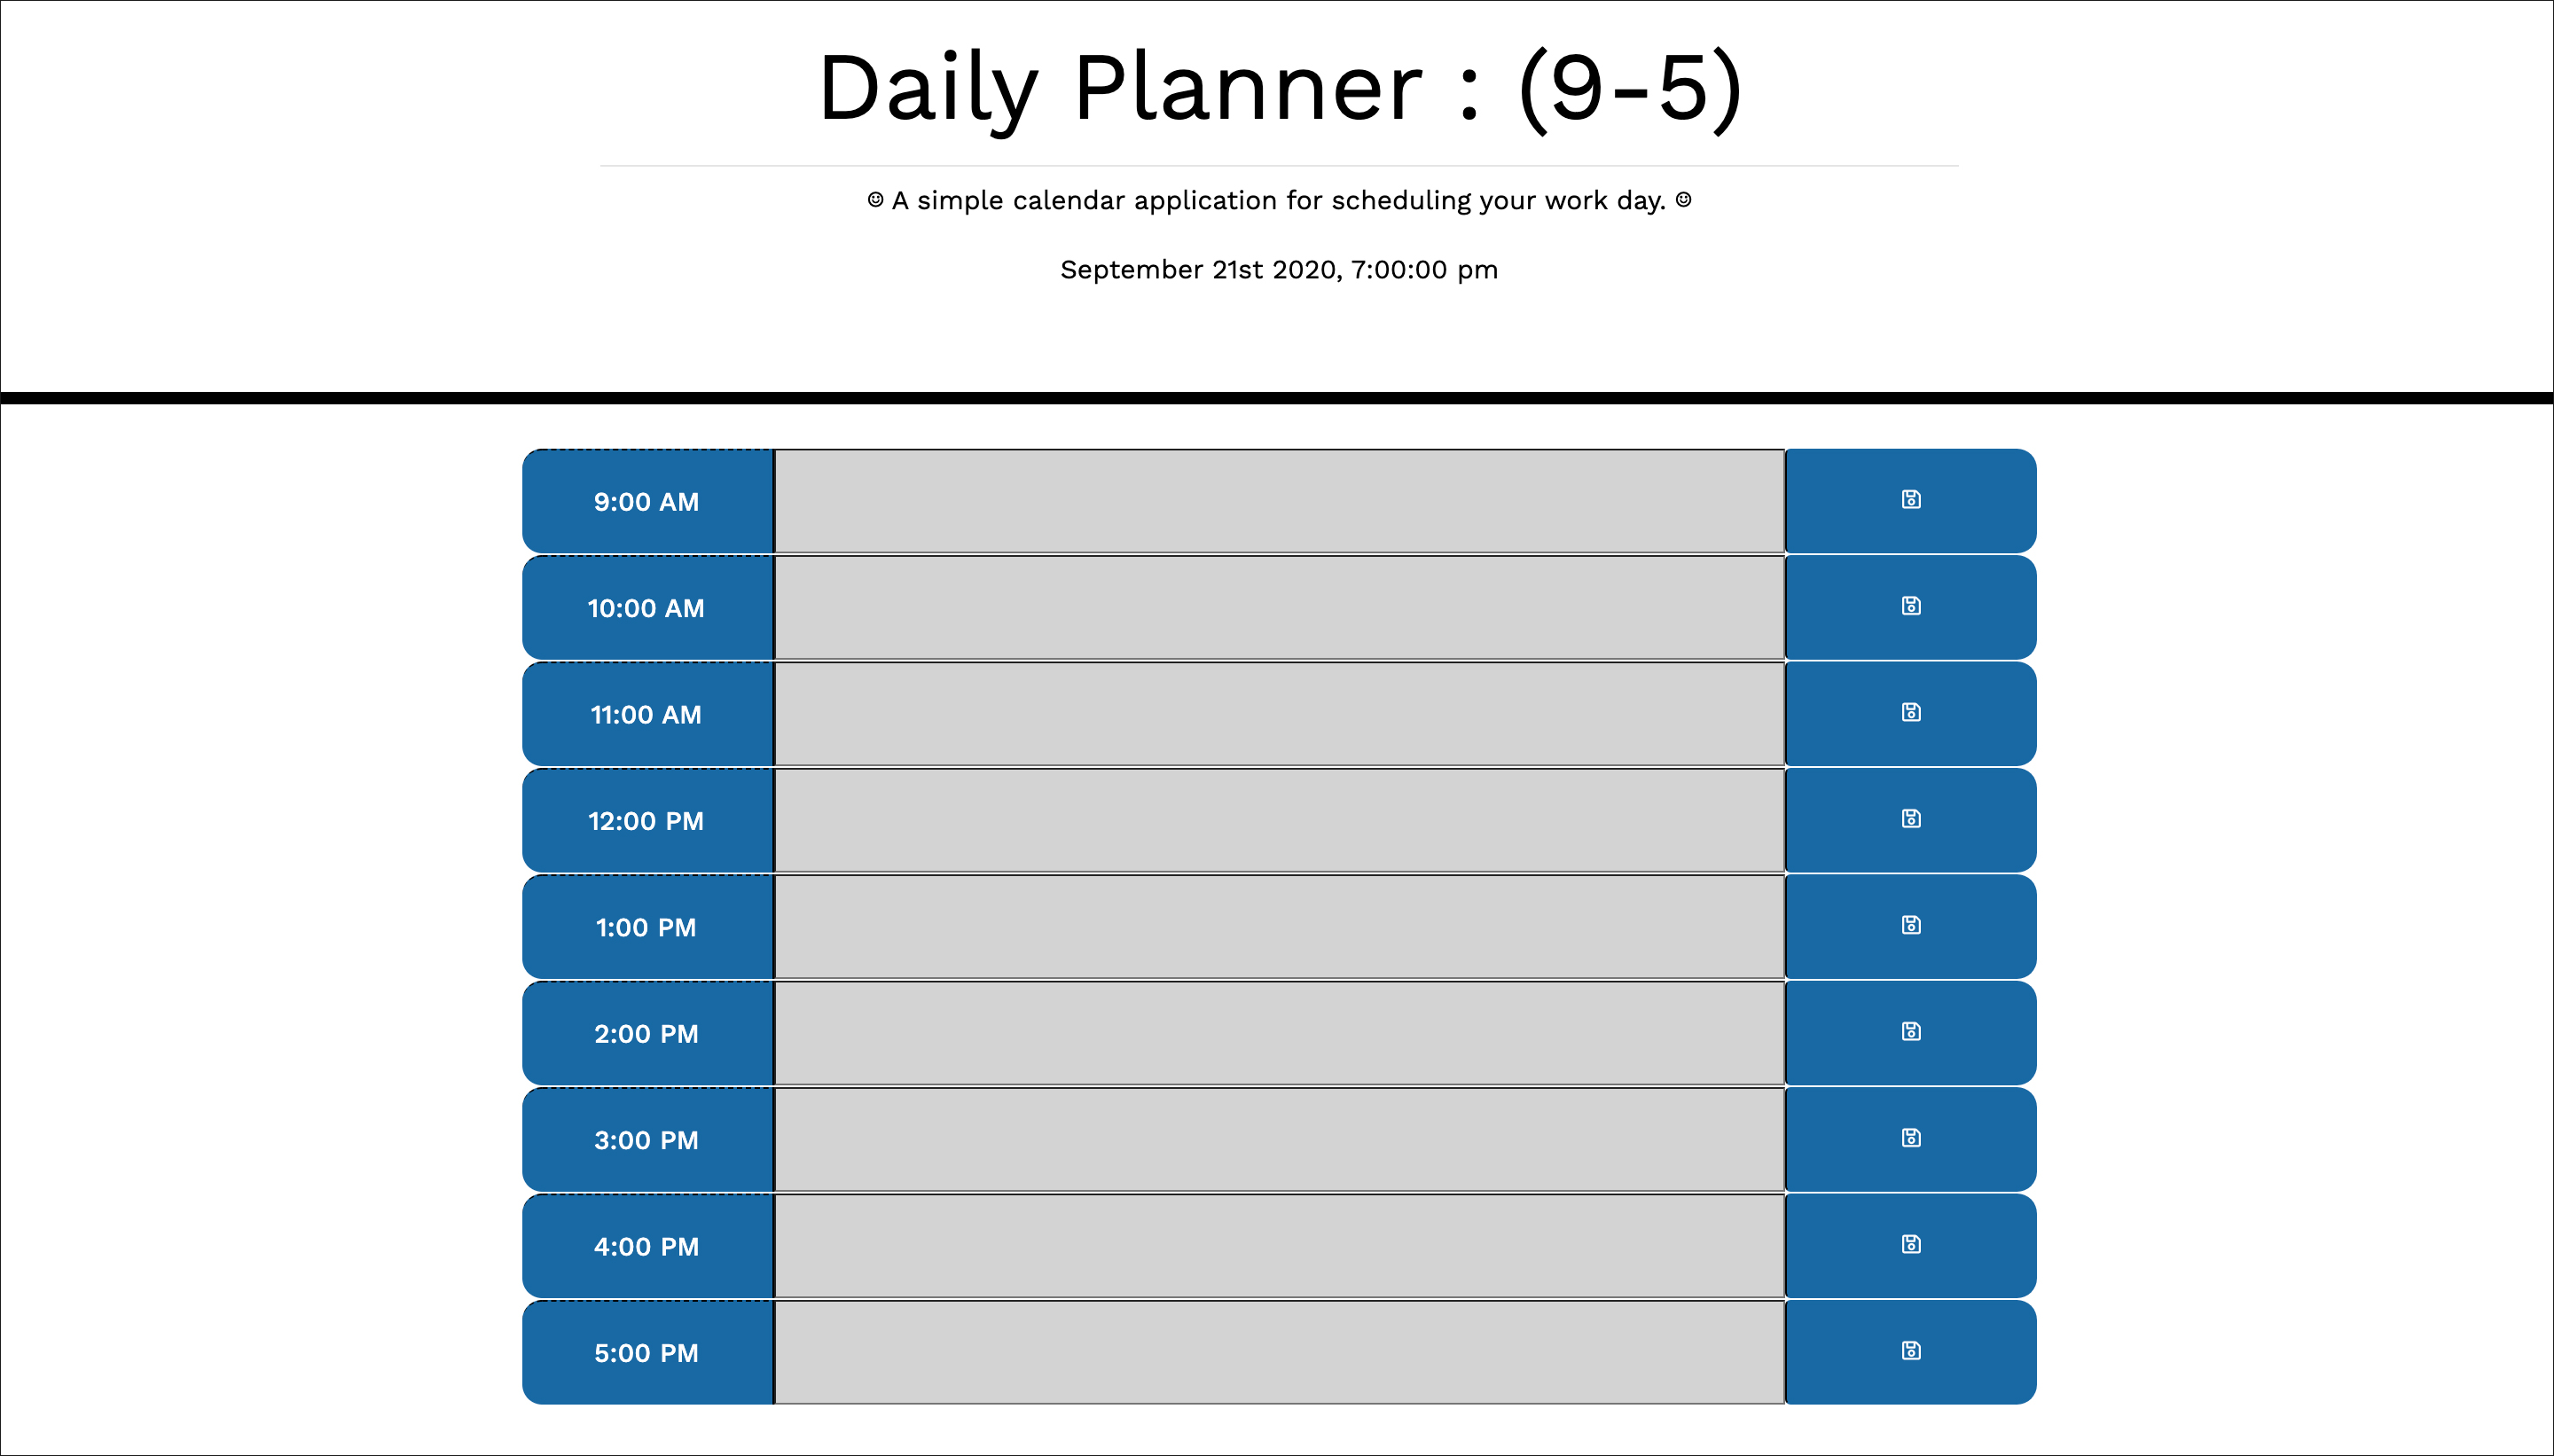 Daily Planner : (9-5)
☺ A simple calendar application for scheduling your work day. ☺
September 21st 2020, 7:00:00 pm
9:00 AM
10:00 AM
11:00 AM
12:00 PM
1:00 PM
2:00 PM
3:00 PM
4:00 PM
5:00 PM